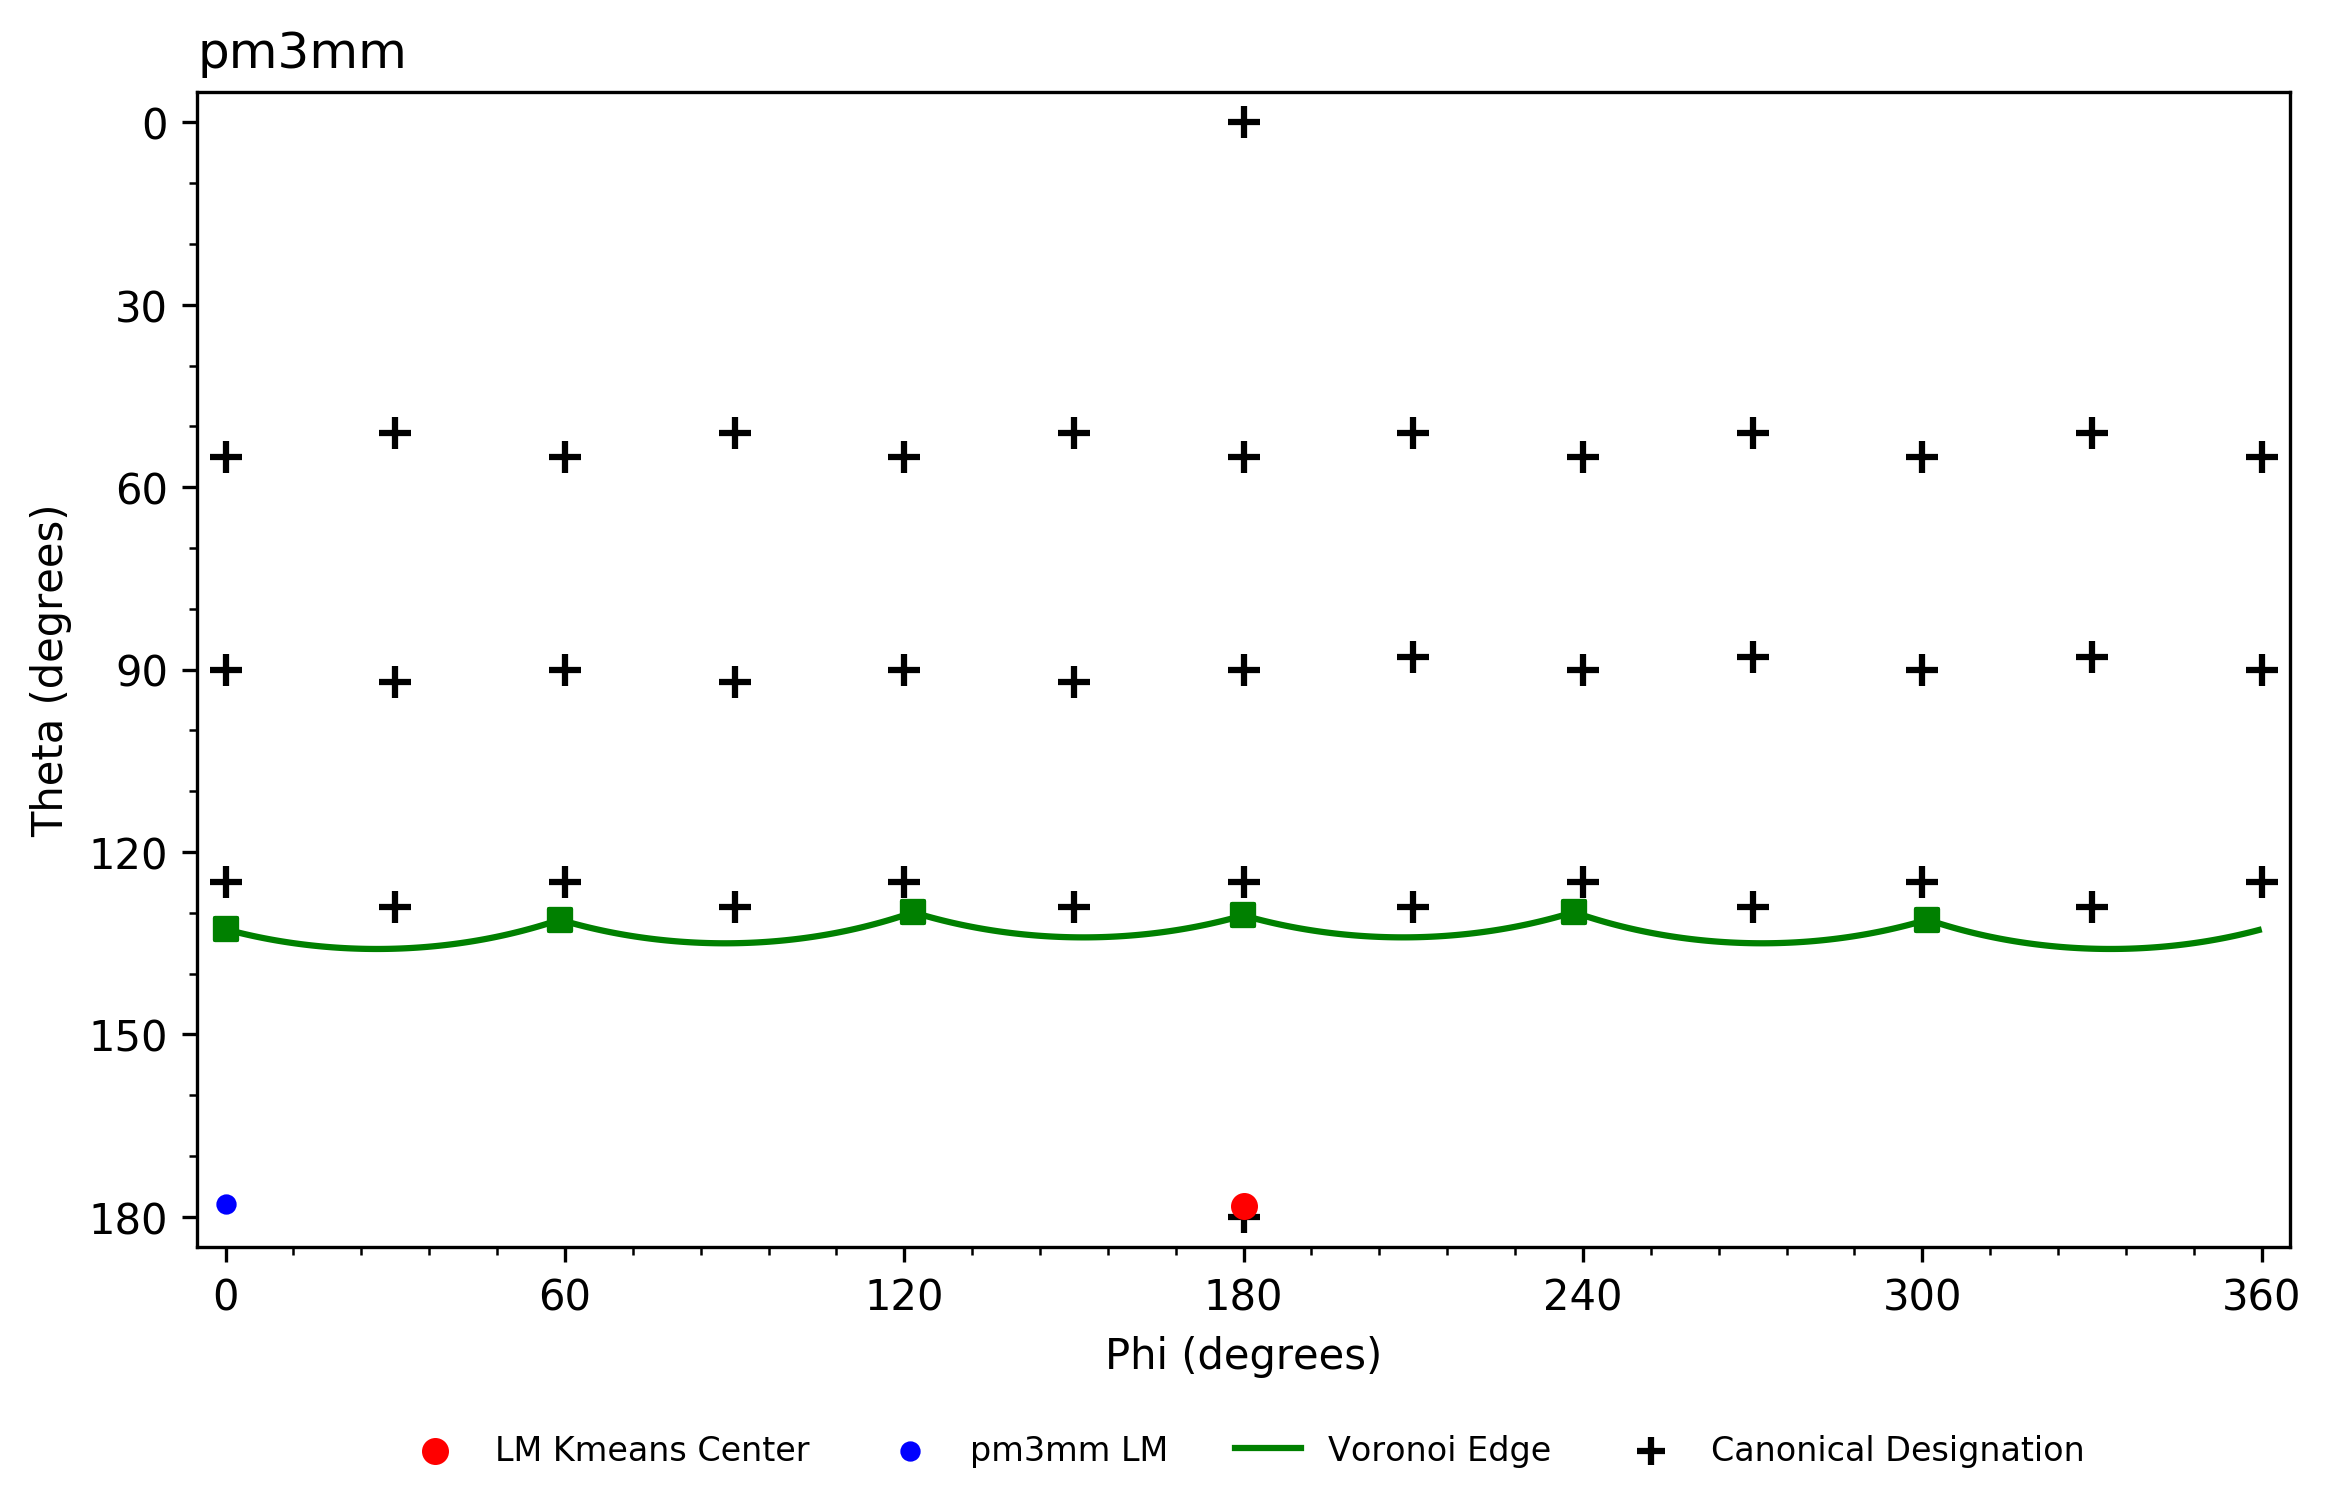 pm3mm
0
30
60
90
120
150
180
Theta (degrees)
0 60 120 180 240 300 360
Phi (degrees)
LM Kmeans Center pm3mm LM Voronoi Edge Canonical Designation